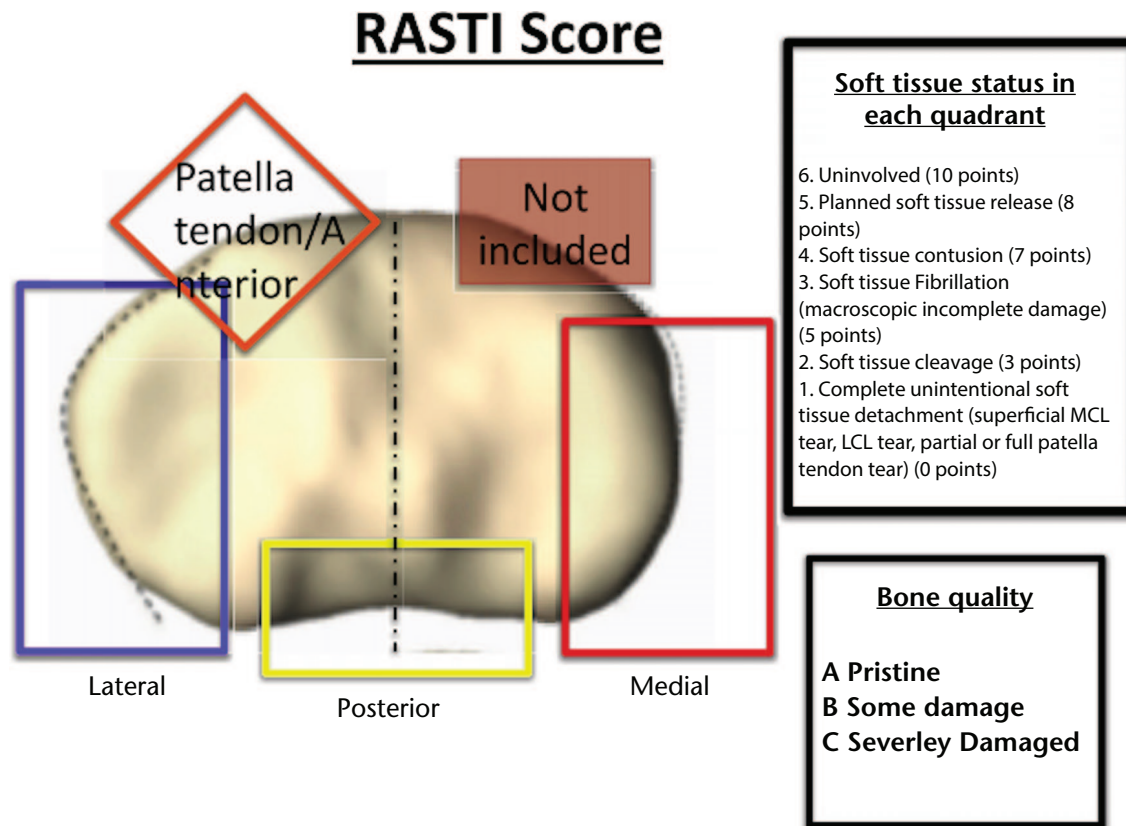 RASTI Score
Patella
tendon/A
nterior
Not
included
Lateral
Posterior
Medial
Soft tissue status in
each quadrant
6. Uninvolved (10 points)
5. Planned soft tissue release (8
points)
4. Soft tissue contusion (7 points)
3. Soft tissue Fibrillation
(macroscopic incomplete damage)
(5 points)
2. Soft tissue cleavage (3 points)
1. Complete unintentional soft
tissue detachment (superficial MCL
tear, LCL tear, partial or full patella
tendon tear) (0 points)
Bone quality
A Pristine
B Some damage
C Severley Damaged